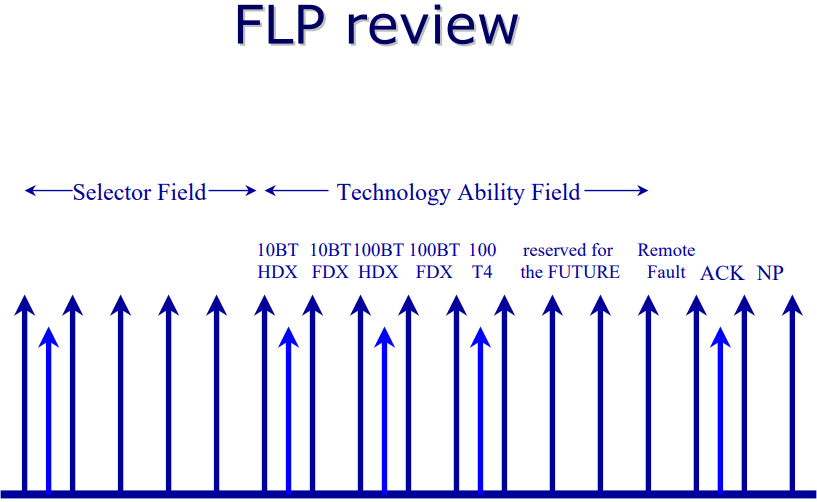 FLP review
Selector Field
Technology Ability Field
10BT 10BT 100BT 100BT 100 reserved for Remote
HDX FDX HDX FDX T4 the FUTURE Fault ACK NP